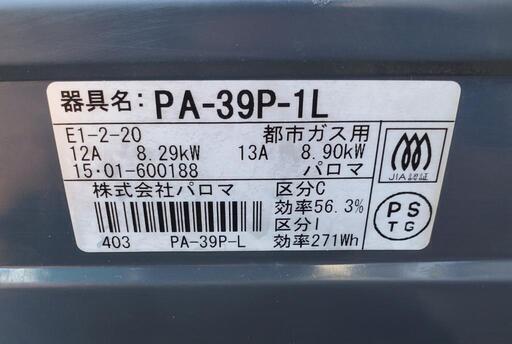 器具名: PA-39P-1L
E1-2-20 都市ガス用
12A 8.29kW 13A 8.90kW
15・01-600188 パロマ
株式会社パロマ 区分C
効率56.3%
区分I
403 PA-39P-L 効率271Wh
JIA認証
PS
TG